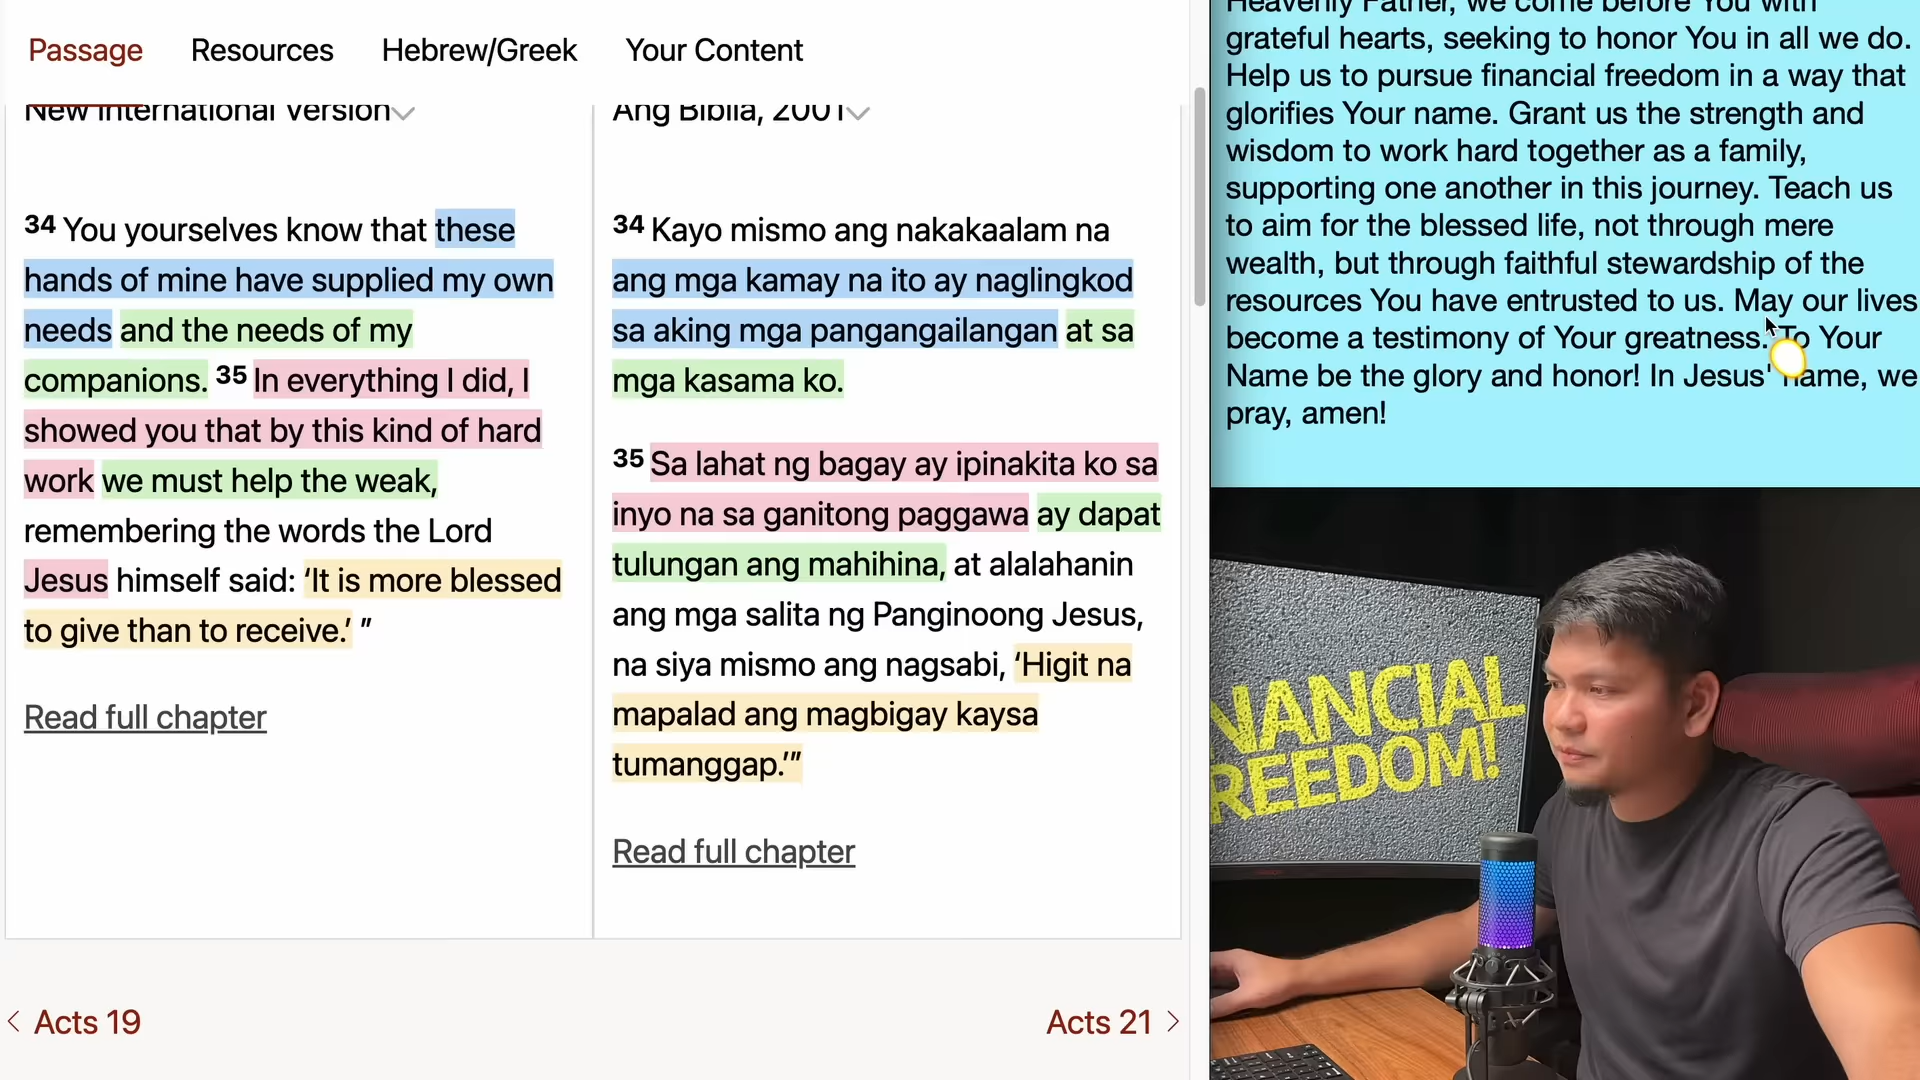 Passage
Resources
Hebrew/Greek
Your Content
New International Version
34 You yourselves know that these
hands of mine have supplied my own
needs and the needs of my
companions. 35 In everything I did, I
showed you that by this kind of hard
work we must help the weak,
remembering the words the Lord
Jesus himself said: ‘It is more blessed
to give than to receive.’ ”
Read full chapter
Ang Biblia, 2001
34 Kayo mismo ang nakakaalam na
ang mga kamay na ito ay naglingkod
sa aking mga pangangailangan at sa
mga kasama ko.
35 Sa lahat ng bagay ay ipinakita ko sa
inyo na sa ganitong paggawa ay dapat
tulungan ang mahihina, at alalahanin
ang mga salita ng Panginoong Jesus,
na siya mismo ang nagsabi, ‘Higit na
mapalad ang magbigay kaysa
tumanggap.’”
Read full chapter
Acts 19
Acts 21
Heavenly Father, we come before You with
grateful hearts, seeking to honor You in all we do.
Help us to pursue financial freedom in a way that
glorifies Your name. Grant us the strength and
wisdom to work hard together as a family,
supporting one another in this journey. Teach us
to aim for the blessed life, not through mere
wealth, but through faithful stewardship of the
resources You have entrusted to us. May our lives
become a testimony of Your greatness. To Your
Name be the glory and honor! In Jesus' name, we
pray, amen!
NANCIAL
REEDOM!